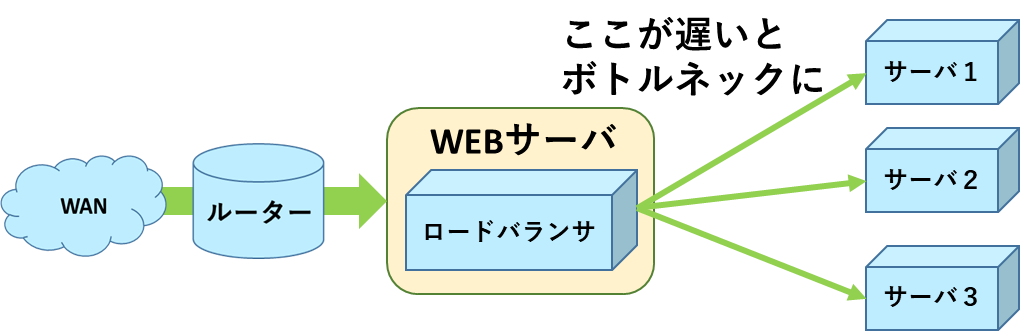 ここが遅いと
ボトルネックに
WEBサーバ
WAN
ルーター
ロードバランサ
サーバ１
サーバ２
サーバ３